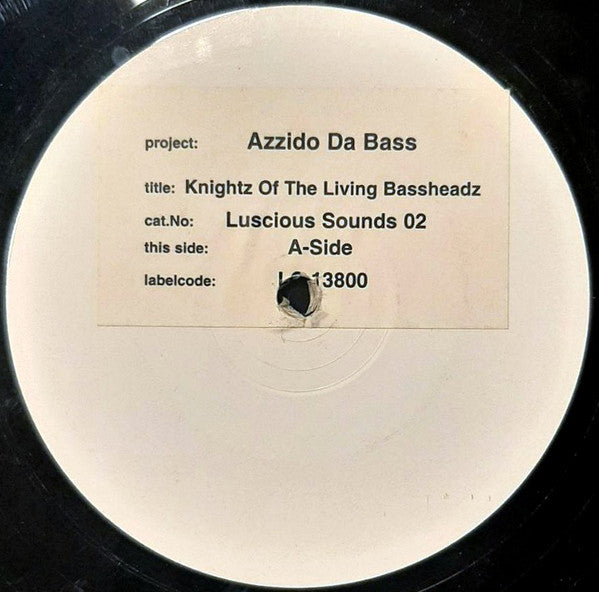 project: Azzido Da Bass
title: Knightz Of The Living Bassheadz
cat.No: Luscious Sounds 02
this side: A-Side
labelcode: 13800